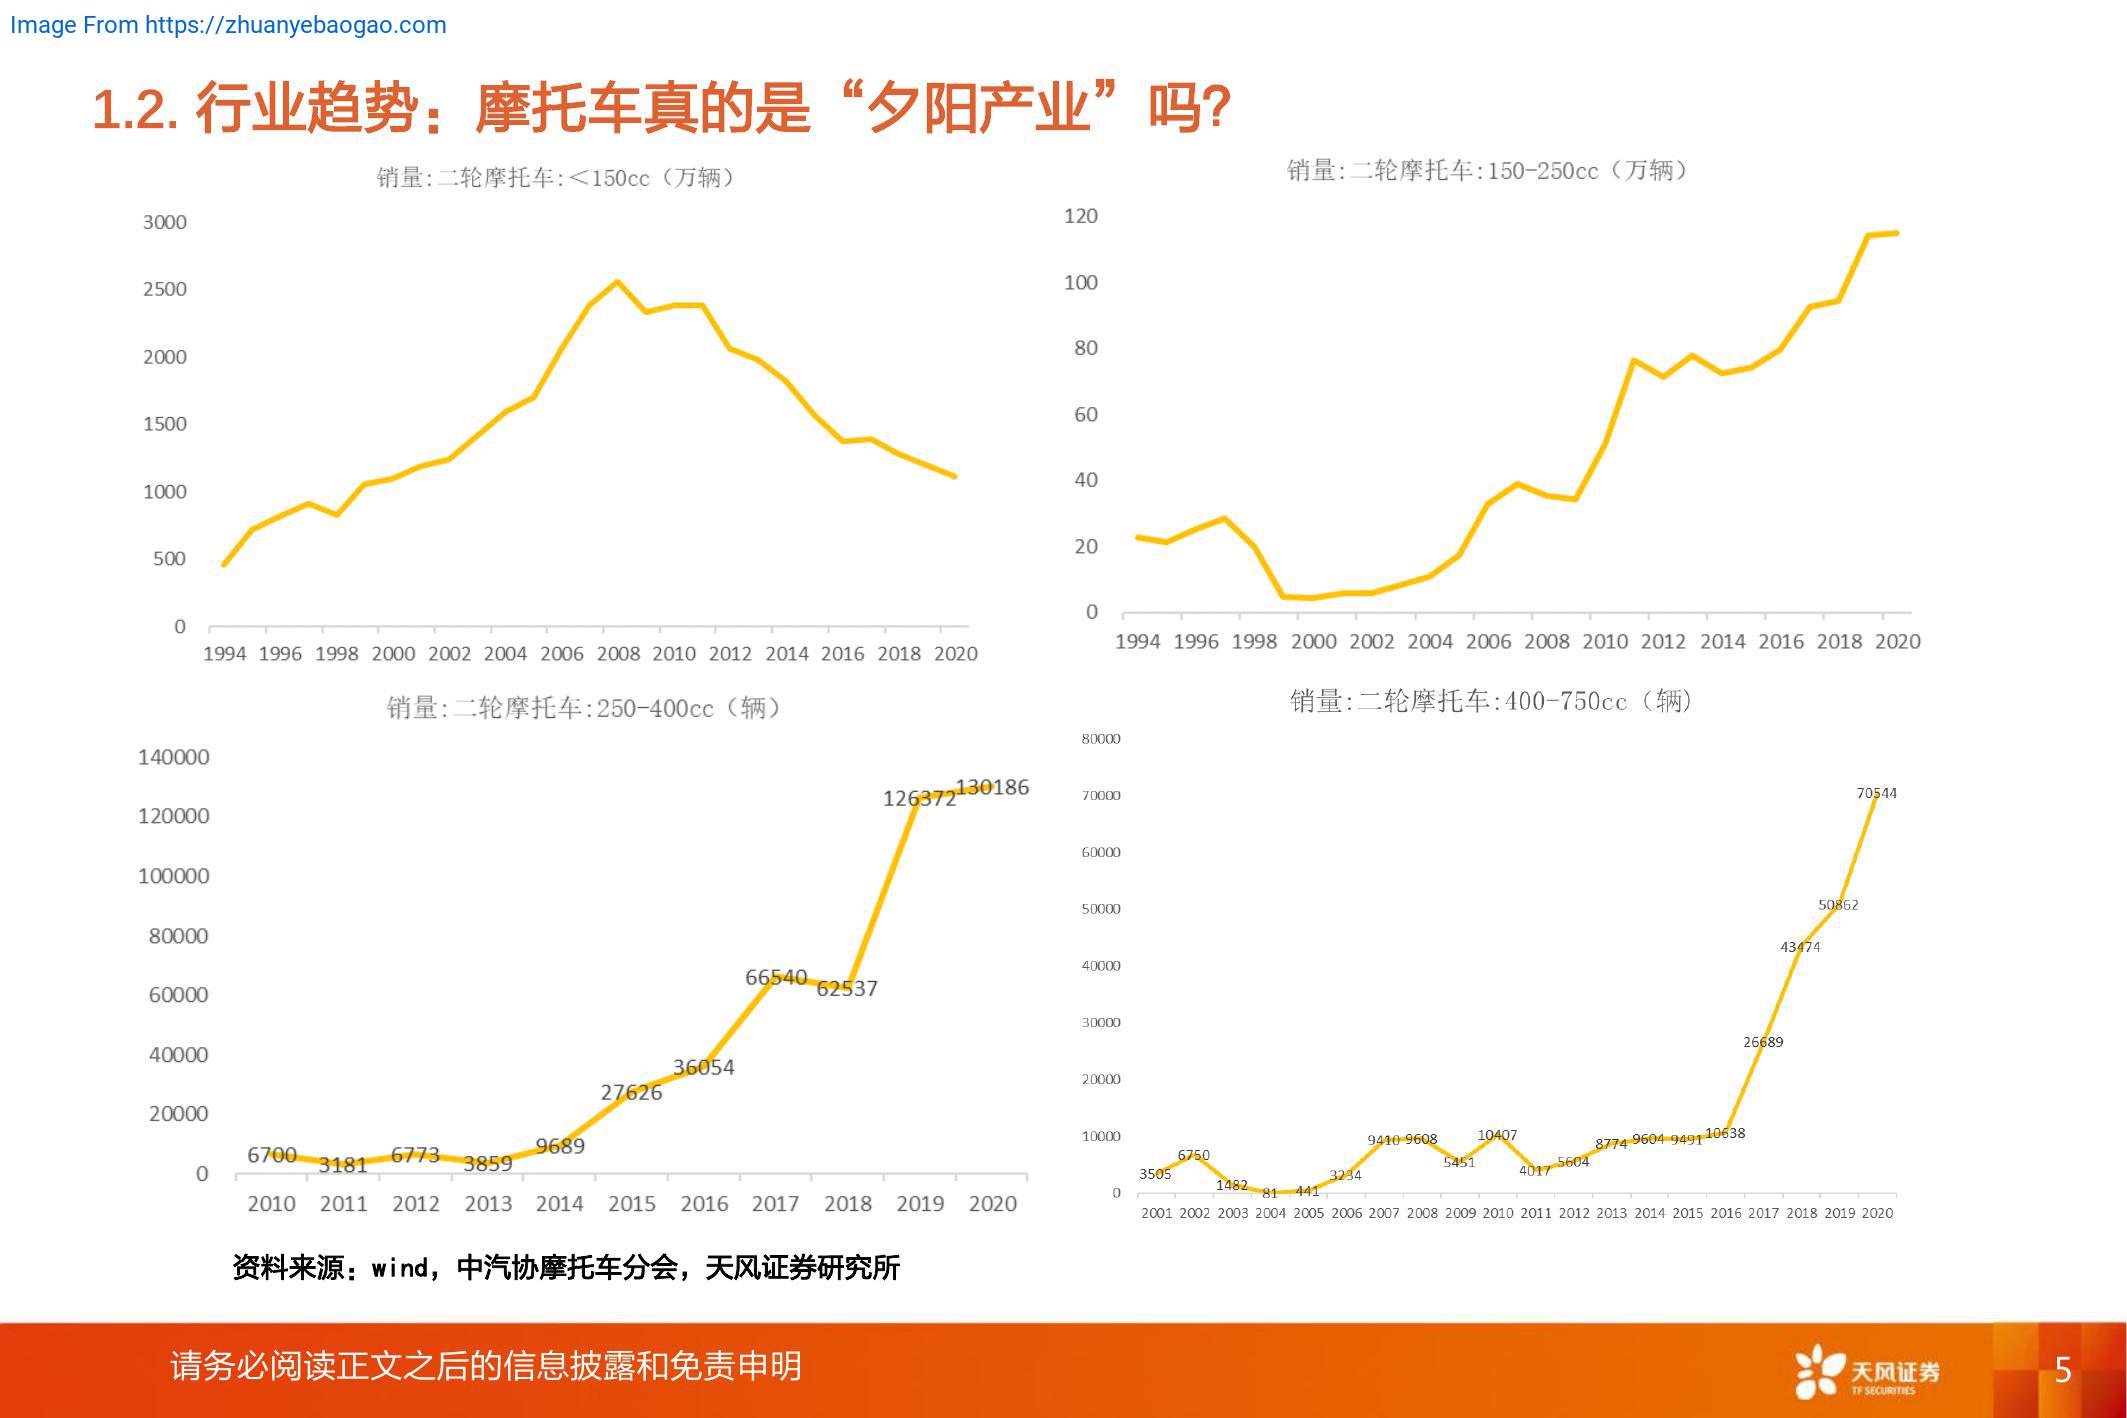 Image From https://zhuanyebaogao.com
1.2. 行业趋势：摩托车真的是“夕阳产业”吗？
销量:二轮摩托车:＜150cc（万辆）
3000
2500
2000
1500
1000
500
0
1994 1996 1998 2000 2002 2004 2006 2008 2010 2012 2014 2016 2018 2020
销量:二轮摩托车:150-250cc（万辆）
120
100
80
60
40
20
0
1994 1996 1998 2000 2002 2004 2006 2008 2010 2012 2014 2016 2018 2020
销量:二轮摩托车:250-400cc（辆）
140000
120000
100000
80000
60000
40000
20000
0
6700 3181 6773 3859 9689 27626 36054 66540 62537 126372 130186
2010 2011 2012 2013 2014 2015 2016 2017 2018 2019 2020
销量:二轮摩托车:400-750cc（辆）
80000
70000
60000
50000
40000
30000
20000
10000
0
3505 6750 1482 81 441 3234 9410 9608 5451 10407 4017 5604 8774 9604 9491 10638 26689 43474 50862 70544
2001 2002 2003 2004 2005 2006 2007 2008 2009 2010 2011 2012 2013 2014 2015 2016 2017 2018 2019 2020
资料来源：wind，中汽协摩托车分会，天风证券研究所
请务必阅读正文之后的信息披露和免责申明
天风证券
TF SECURITIES
5